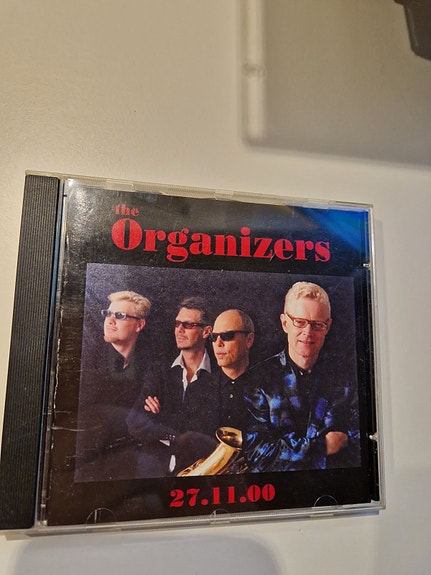 the
Organizers
27.11.00